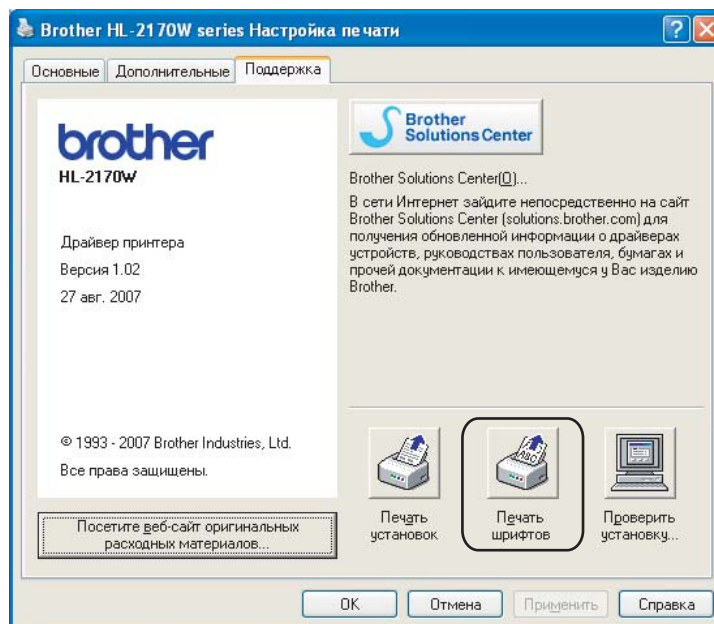 Brother HL-2170W series Настройка печати
Основные Дополнительные Поддержка
brother
HL-2170W
Драйвер принтера
Версия 1.02
27 авг. 2007
© 1993 - 2007 Brother Industries, Ltd.
Все права защищены.
Посетите веб-сайт оригинальных
расходных материалов...
Brother
Solutions Center
Brother Solutions Center(O)...
В сети Интернет зайдите непосредственно на сайт
Brother Solutions Center (solutions.brother.com) для
получения обновленной информации о драйверах
устройств, руководствах пользователя, бумагах и
прочей документации к имеющемуся у Вас изделию
Brother.
Печать
установок
ABC
Печать
шрифтов
Проверить
установку...
OK Отмена Применить Справка